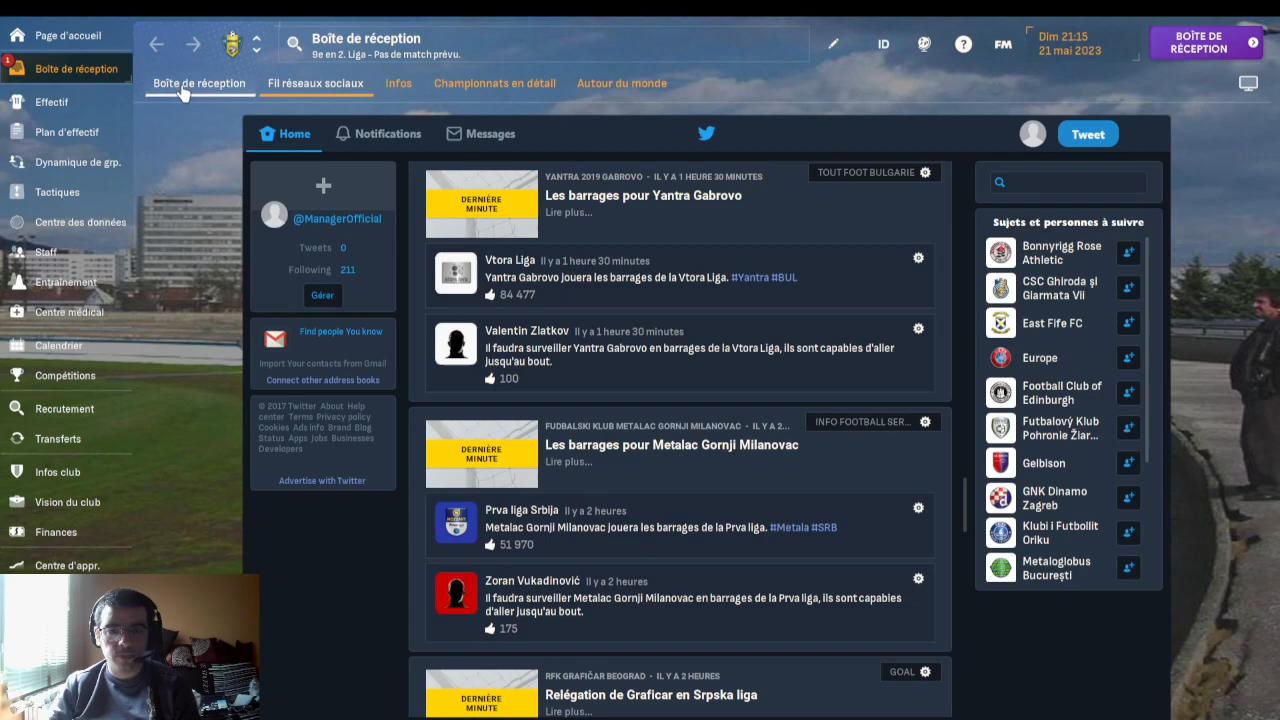 Page d'accueil
1
Boîte de réception
Effectif
Plan d'effectif
Dynamique de grp.
Tactiques
Centre des données
Staff
Entraînement
Centre médical
Calendrier
Compétitions
Recrutement
Transferts
Infos club
Vision du club
Finances
Centre d'appr.
Boîte de réception
9e en 2. Liga - Pas de match prévu.
ID
?
FM
Dim 21:15
21 mai 2023
BOÎTE DE
RÉCEPTION
Boîte de réception
Fil réseaux sociaux
Infos
Championnats en détail
Autour du monde
Home
Notifications
Messages
Tweet
@ManagerOfficial
Tweets 0
Following 211
Gérer
Find people You know
Import Your contacts from Gmail
Connect other address books
© 2017 Twitter About Help
center Terms Privacy policy
Cookies Ads info Brand Blog
Status Apps Jobs Businesses
Developers
Advertise with Twitter
DERNIÈRE
MINUTE
YANTRA 2019 GABROVO - IL Y A 1 HEURE 30 MINUTES
TOUT FOOT BULGARIE
Les barrages pour Yantra Gabrovo
Lire plus...
Vtora Liga Il y a 1 heure 30 minutes
Yantra Gabrovo jouera les barrages de la Vtora Liga. #Yantra #BUL
84 477
Valentin Zlatkov Il y a 1 heure 30 minutes
Il faudra surveiller Yantra Gabrovo en barrages de la Vtora Liga, ils sont capables d'aller
jusqu'au bout.
100
DERNIÈRE
MINUTE
FUDBALSKI KLUB METALAC GORNJI MILANOVAC - IL Y A 2...
INFO FOOTBALL SER...
Les barrages pour Metalac Gornji Milanovac
Lire plus...
Prva liga Srbija Il y a 2 heures
Metalac Gornji Milanovac jouera les barrages de la Prva liga. #Metala #SRB
51 970
Zoran Vukadinović Il y a 2 heures
Il faudra surveiller Metalac Gornji Milanovac en barrages de la Prva liga, ils sont capables
d'aller jusqu'au bout.
175
DERNIÈRE
MINUTE
RFK GRAFIČAR BEOGRAD - IL Y A 2 HEURES
GOAL
Relégation de Graficar en Srpska liga
Lire plus...
Sujets et personnes à suivre
Bonnyrigg Rose
Athletic
CSC Ghiroda și
Giarmata Vii
East Fife FC
Europe
Football Club of
Edinburgh
Futbalový Klub
Pohronie Žiar...
Gelbison
GNK Dinamo
Zagreb
Klubi i Futbollit
Oriku
Metaloglobus
București